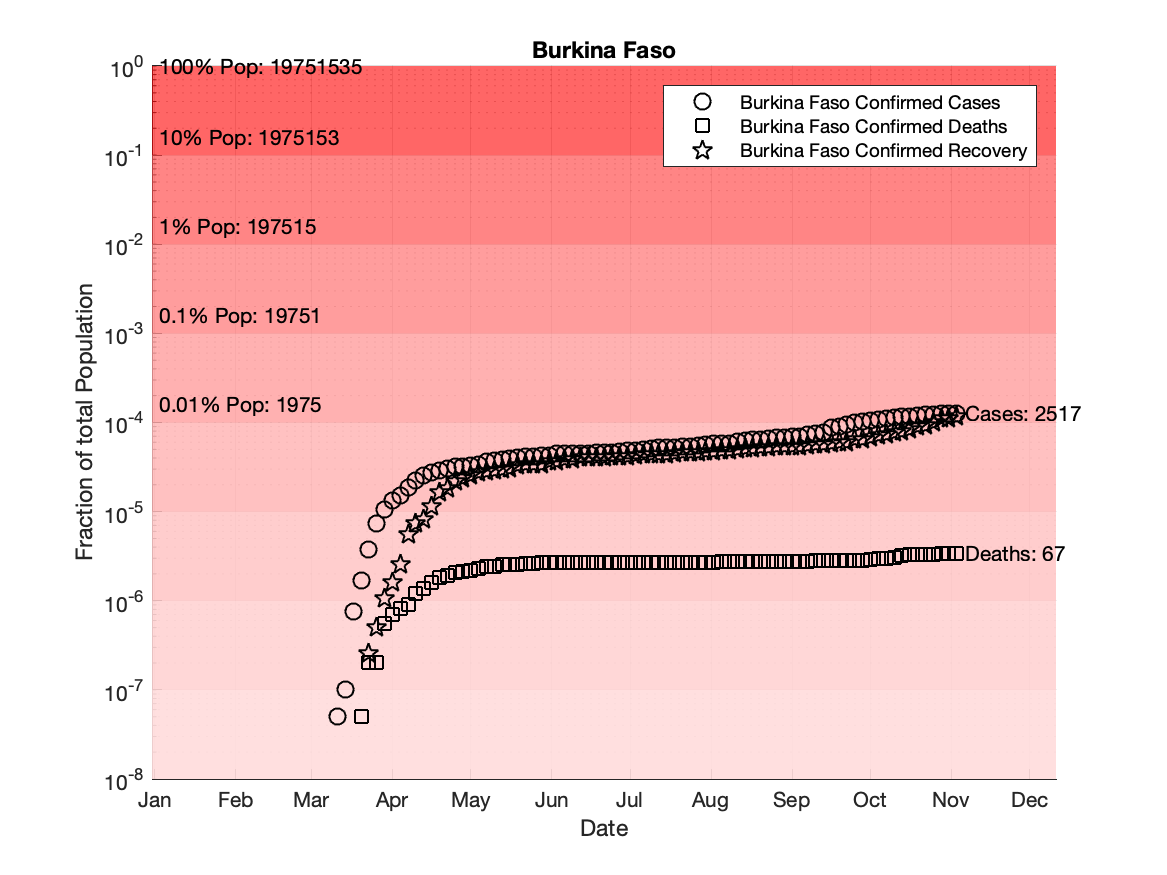 Burkina Faso
10^0
10^-1
10^-2
10^-3
10^-4
10^-5
10^-6
10^-7
10^-8
Fraction of total Population
100% Pop: 19751535
10% Pop: 1975153
1% Pop: 197515
0.1% Pop: 19751
0.01% Pop: 1975
Burkina Faso Confirmed Cases
Burkina Faso Confirmed Deaths
Burkina Faso Confirmed Recovery
Cases: 2517
Deaths: 67
Jan Feb Mar Apr May Jun Jul Aug Sep Oct Nov Dec
Date